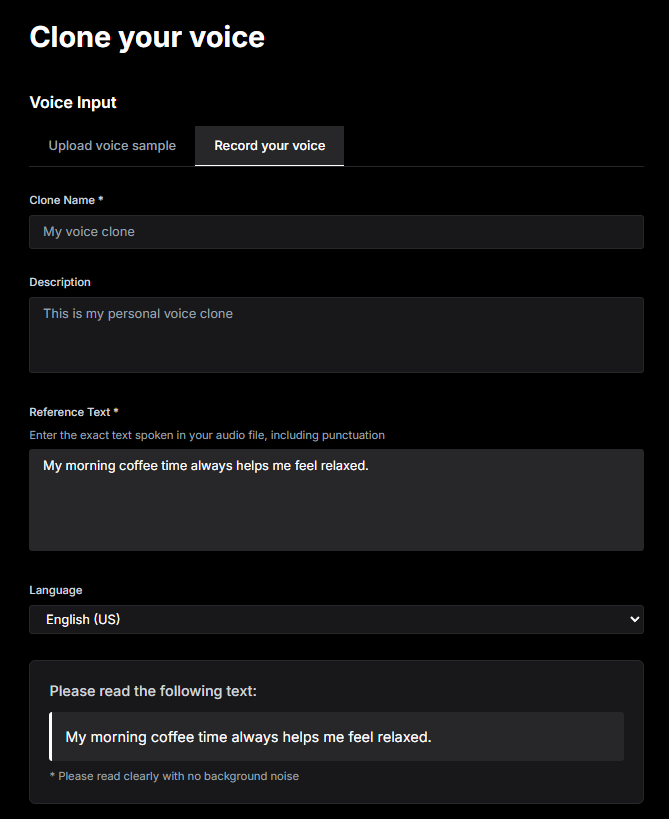 Clone your voice
Voice Input
Upload voice sample
Record your voice
Clone Name *
My voice clone
Description
This is my personal voice clone
Reference Text *
Enter the exact text spoken in your audio file, including punctuation
My morning coffee time always helps me feel relaxed.
Language
English (US)
Please read the following text:
My morning coffee time always helps me feel relaxed.
* Please read clearly with no background noise